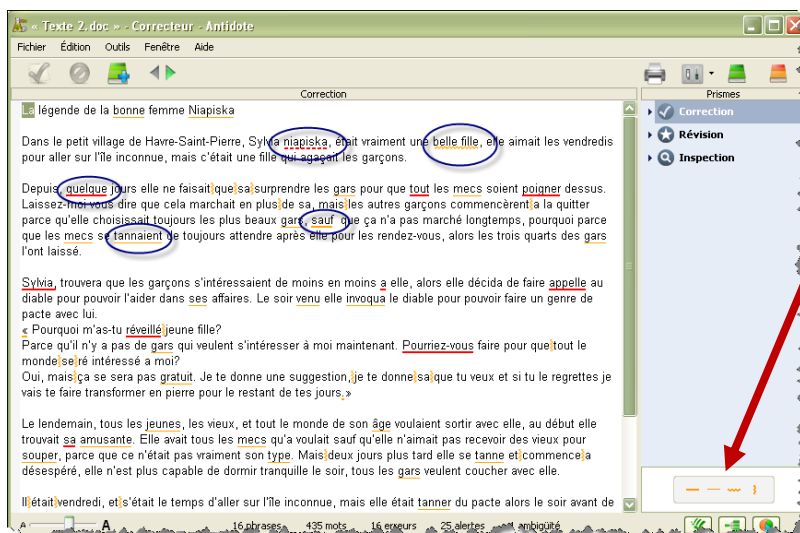 « Texte 2.doc » - Correcteur - Antidote
Fichier Édition Outils Fenêtre Aide
Correction
Prismes
La légende de la bonne femme Niapiska
Dans le petit village de Havre-Saint-Pierre, Sylvia niapiska, était vraiment une belle fille, elle aimait les vendredis
pour aller sur l'île inconnue, mais c'était une fille qui agaçait les garçons.
Depuis, quelque jours elle ne faisait que sa surprendre les gars pour que tout les mecs soient poigner dessus.
Laissez-moi vous dire que cela marchait en plus de sa, mais les autres garçons commencèrent a la quitter
parce qu'elle choisissait toujours les plus beaux gars, sauf que ça n'a pas marché longtemps, pourquoi parce
que les mecs se tannaient de toujours attendre après elle pour les rendez-vous, alors les trois quarts des gars
l'ont laissé.
Sylvia, trouvera que les garçons s'intéressaient de moins en moins a elle, alors elle décida de faire appelle au
diable pour pouvoir l'aider dans ses affaires. Le soir venu elle invoqua le diable pour pouvoir faire un genre de
pacte avec lui.
« Pourquoi m'as-tu réveillé jeune fille?
Parce qu'il n'y a pas de gars qui veulent s'intéresser à moi maintenant. Pourriez-vous faire pour que tout le
monde se ré intéressé a moi?
Oui, mais ça se sera pas gratuit. Je te donne une suggestion, je te donne sa que tu veux et si tu le regrettes je
vais te faire transformer en pierre pour le restant de tes jours.»
Le lendemain, tous les jeunes, les vieux, et tout le monde de son âge voulaient sortir avec elle, au début elle
trouvait sa amusante. Elle avait tous les mecs qu'a voulait sauf qu'elle n'aimait pas recevoir des vieux pour
souper, parce que ce n'était pas vraiment son type. Mais deux jours plus tard elle se tanne et commence a
désespéré, elle n'est plus capable de dormir tranquille le soir, tous les gars veulent coucher avec elle.
Il était vendredi, et s'était le temps d'aller sur l'île inconnue, mais elle était tanner du pacte alors le soir avant de
Correction
Révision
Inspection
A A 16 phrases 435 mots 16 erreurs 25 alertes ambigüité